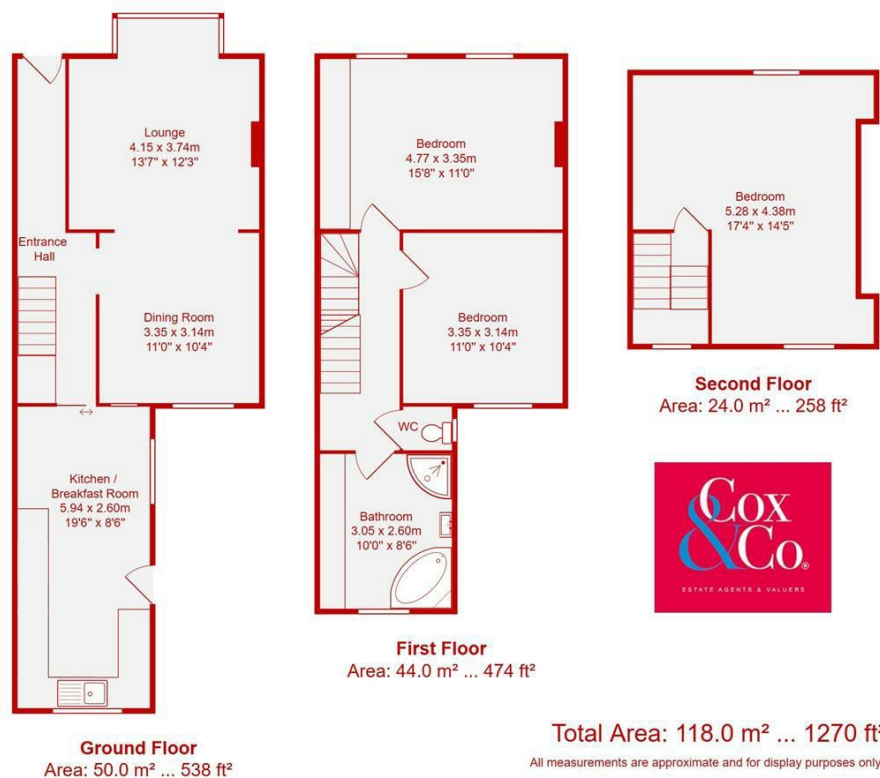 Lounge
4.15 x 3.74m
13'7" x 12'3"
Entrance
Hall
Dining Room
3.35 x 3.14m
11'0" x 10'4"
Kitchen /
Breakfast Room
5.94 x 2.60m
19'6" x 8'6"
Ground Floor
Area: 50.0 m² ... 538 ft²
Bedroom
4.77 x 3.35m
15'8" x 11'0"
Bedroom
3.35 x 3.14m
11'0" x 10'4"
WC
Bathroom
3.05 x 2.60m
10'0" x 8'6"
First Floor
Area: 44.0 m² ... 474 ft²
Bedroom
5.28 x 4.38m
17'4" x 14'5"
Second Floor
Area: 24.0 m² ... 258 ft²
Cox
&Co®
ESTATE AGENTS & VALUERS
Total Area: 118.0 m² ... 1270 ft²
All measurements are approximate and for display purposes only